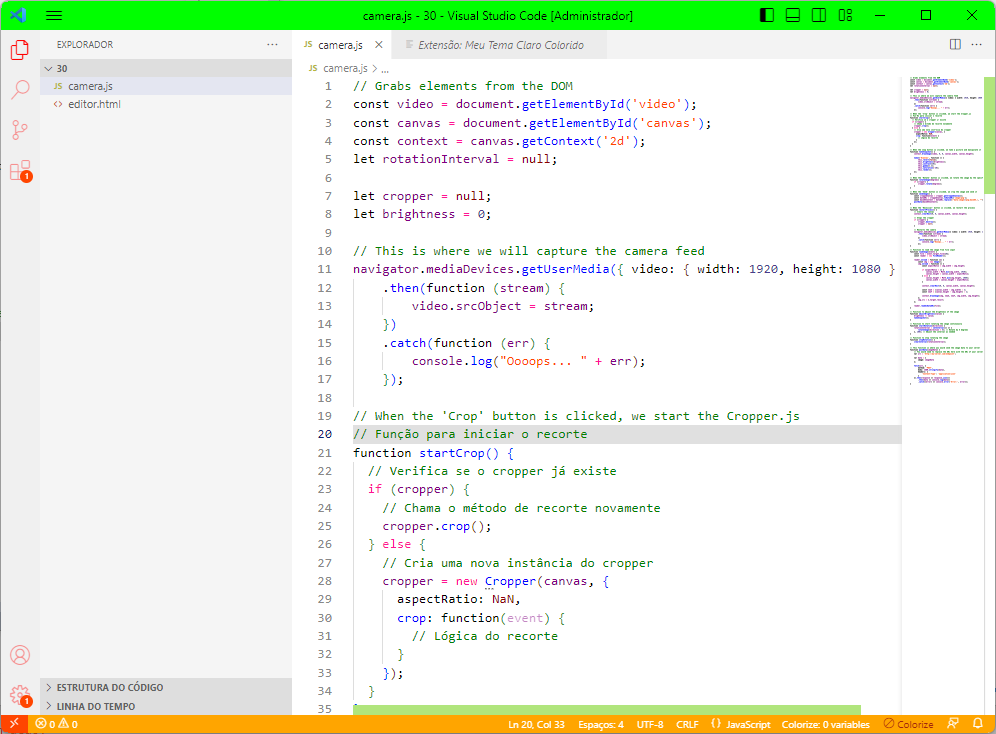 camera.js - 30 - Visual Studio Code [Administrador]
EXPLORADOR
JS camera.js
Extensão: Meu Tema Claro Colorido
30
JS camera.js
<> editor.html
JS camera.js > ...
1 // Grabs elements from the DOM
2 const video = document.getElementById('video');
3 const canvas = document.getElementById('canvas');
4 const context = canvas.getContext('2d');
5 let rotationInterval = null;
6
7 let cropper = null;
8 let brightness = 0;
9
10 // This is where we will capture the camera feed
11 navigator.mediaDevices.getUserMedia({ video: { width: 1920, height: 1080 }
12 .then(function (stream) {
13 video.srcObject = stream;
14 })
15 .catch(function (err) {
16 console.log("Oooops... " + err);
17 });
18
19 // When the 'Crop' button is clicked, we start the Cropper.js
20 // Função para iniciar o recorte
21 function startCrop() {
22 // Verifica se o cropper já existe
23 if (cropper) {
24 // Chama o método de recorte novamente
25 cropper.crop();
26 } else {
27 // Cria uma nova instância do cropper
28 cropper = new Cropper(canvas, {
29 aspectRatio: NaN,
30 crop: function(event) {
31 // Lógica do recorte
32 }
33 });
34 }
35
1
1
ESTRUTURA DO CÓDIGO
LINHA DO TEMPO
0 0
Ln 20, Col 33
Espaços: 4
UTF-8
CRLF
{} JavaScript
Colorize: 0 variables
Colorize